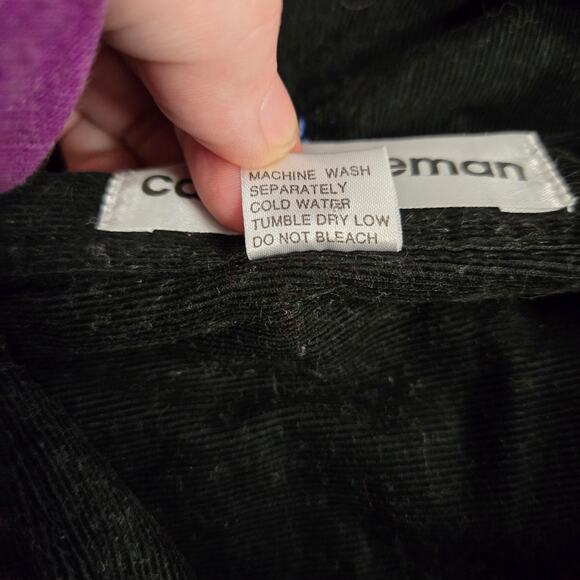 MACHINE WASH
SEPARATELY
COLD WATER
TUMBLE DRY LOW
DO NOT BLEACH